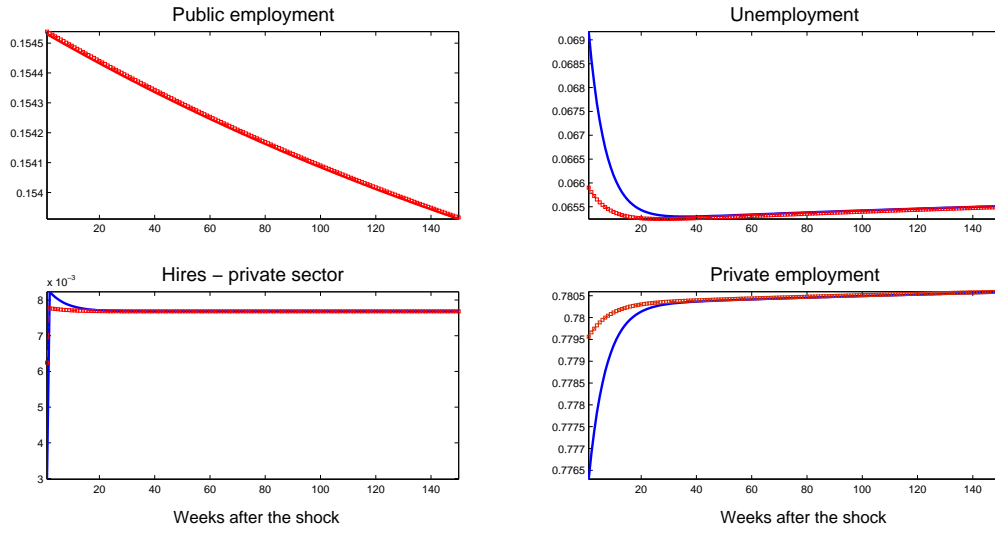 Public employment
0.1545
0.1544
0.1543
0.1542
0.1541
0.154
20 40 60 80 100 120 140
Unemployment
0.069
0.0685
0.068
0.0675
0.067
0.0665
0.066
0.0655
20 40 60 80 100 120 140
Hires − private sector
x 10⁻³
8
7
6
5
4
3
20 40 60 80 100 120 140
Weeks after the shock
Private employment
0.7805
0.78
0.7795
0.779
0.7785
0.778
0.7775
0.777
0.7765
20 40 60 80 100 120 140
Weeks after the shock